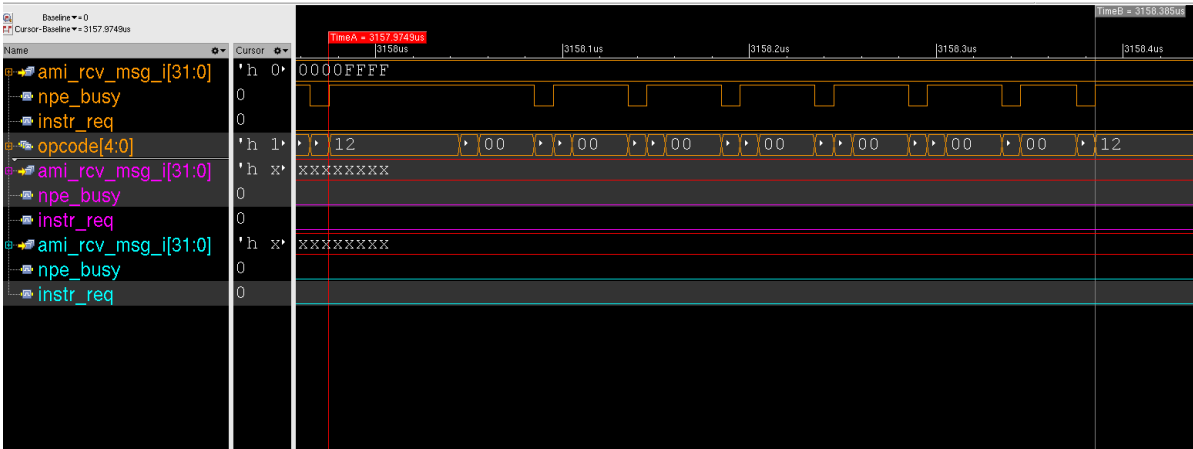 Baseline = 0
Cursor-Baseline = 3157.9749us
TimeB = 3158.385us
TimeA = 3157.9749us
Name Cursor 3158us 3158.1us 3158.2us 3158.3us 3158.4us
ami_rcv_msg_i[31:0] 'h 0 0000FFFF
npe_busy 0
instr_req 0
opcode[4:0] 'h 1 12 00 00 00 00 00 00 12
ami_rcv_msg_i[31:0] 'h x xxxxxxxx
npe_busy 0
instr_req 0
ami_rcv_msg_i[31:0] 'h x xxxxxxxx
npe_busy 0
instr_req 0